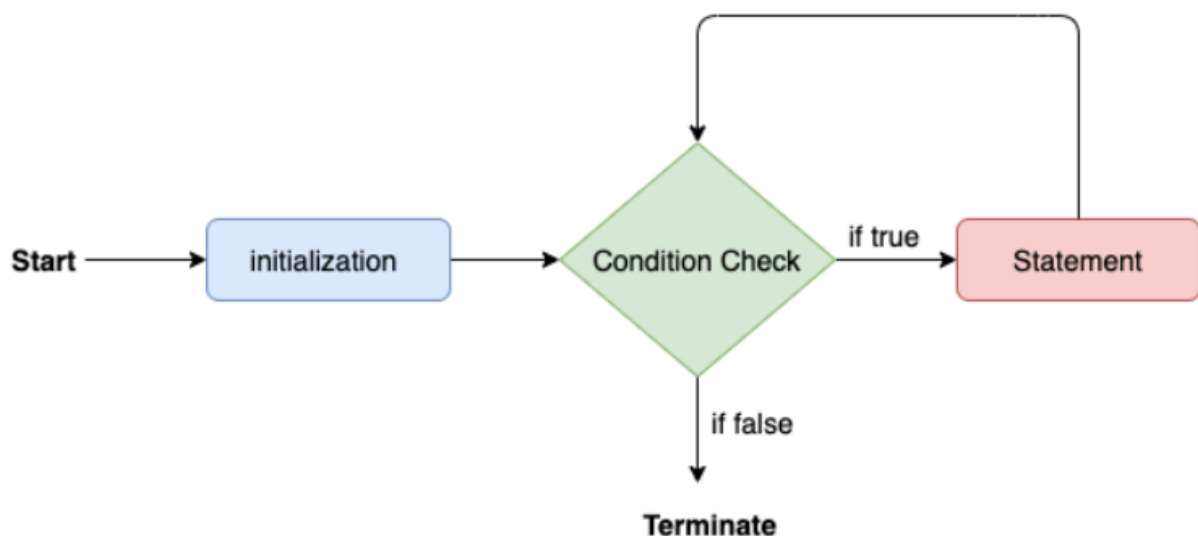 Start
initialization
Condition Check
if true
Statement
if false
Terminate